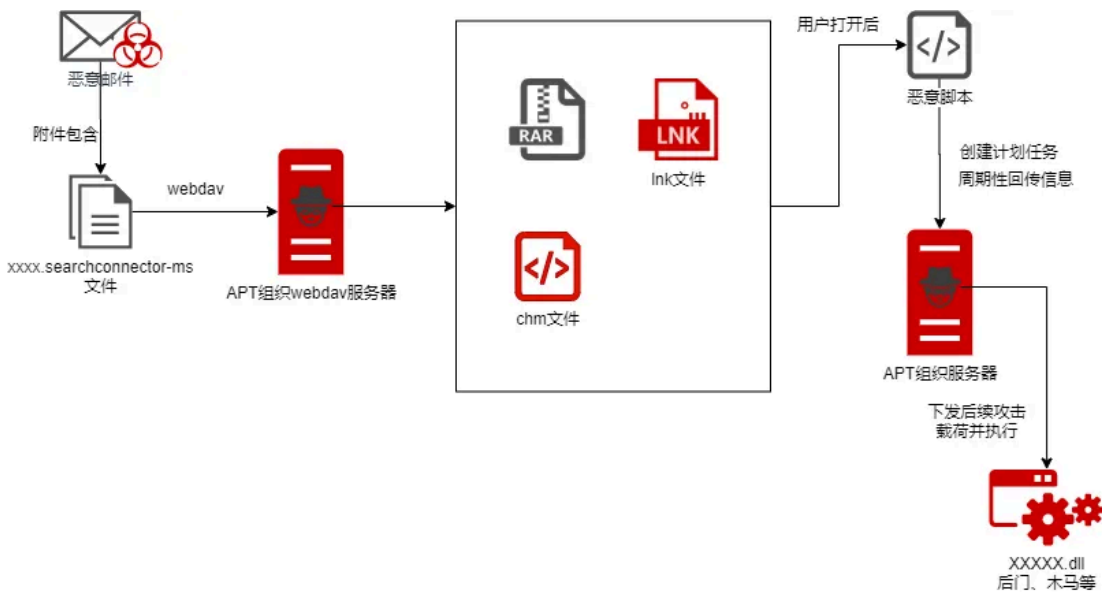 恶意邮件
附件包含
xxxx.searchconnector-ms
文件
webdav
APT组织webdav服务器
RAR
LNK
lnk文件
chm文件
用户打开后
恶意脚本
创建计划任务
周期性回传信息
APT组织服务器
下发后续攻击
载荷并执行
XXXXX.dll
后门、木马等